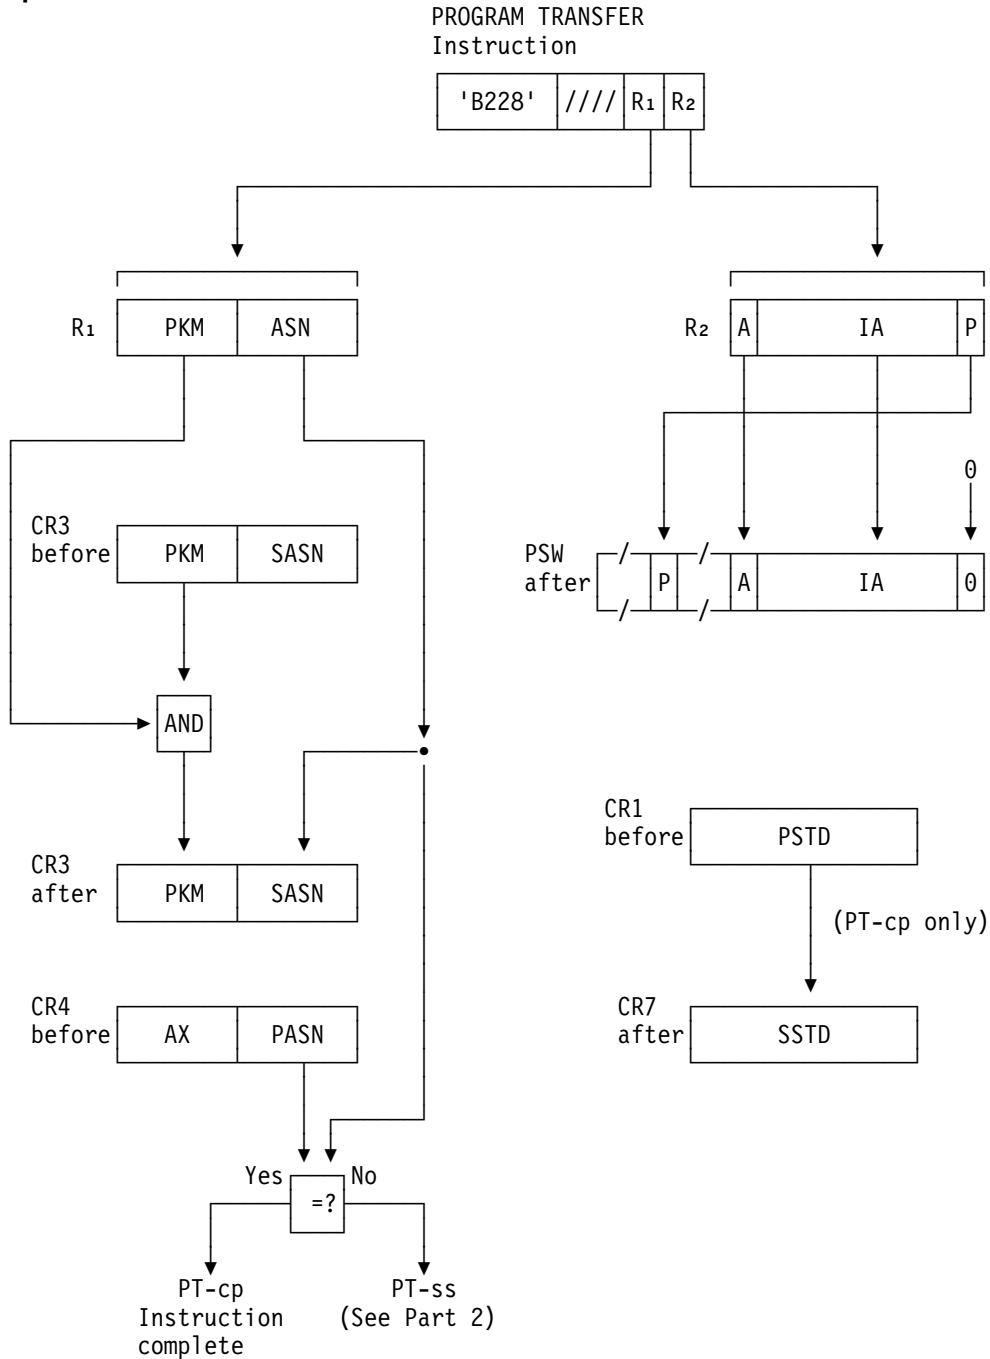 PROGRAM TRANSFER
Instruction
'B228' //// R1 R2
R1 PKM ASN
R2 A IA P
0
CR3
before PKM SASN
PSW
after / P / A IA 0
/ /
AND
CR1
before PSTD
CR3
after PKM SASN
(PT-cp only)
CR4
before AX PASN
CR7
after SSTD
Yes =? No
PT-cp
Instruction
complete
PT-ss
(See Part 2)